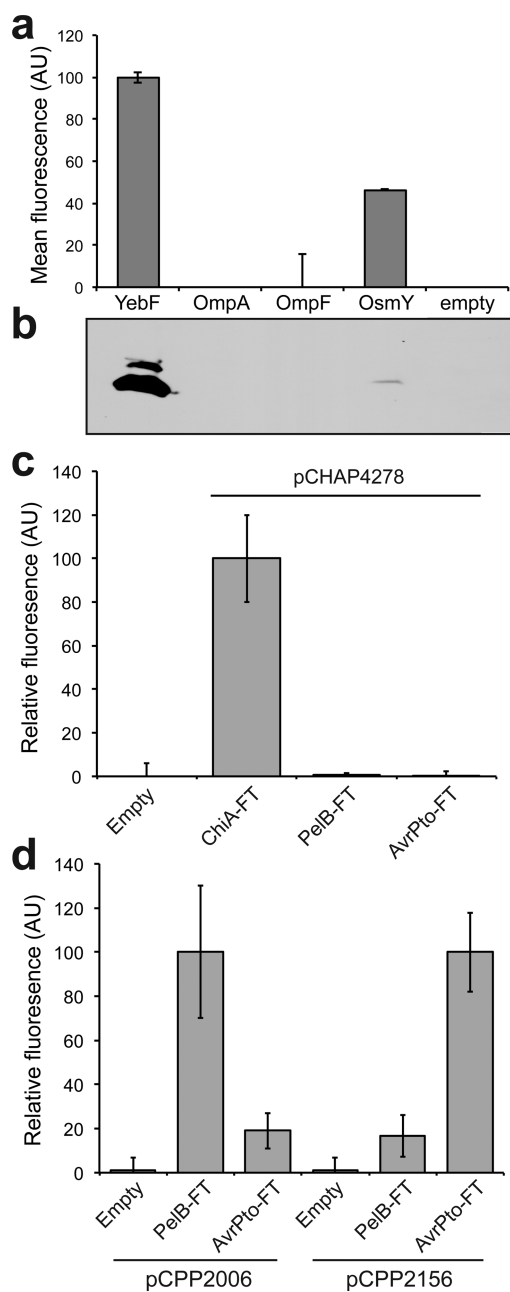 a
Mean fluorescence (AU)
120
100
80
60
40
20
0
YebF OmpA OmpF OsmY empty
b
c
pCHAP4278
Relative fluoresence (AU)
140
120
100
80
60
40
20
0
Empty ChiA-FT PelB-FT AvrPto-FT
d
Relative fluoresence (AU)
140
120
100
80
60
40
20
0
Empty PelB-FT AvrPto-FT Empty PelB-FT AvrPto-FT
pCPP2006 pCPP2156